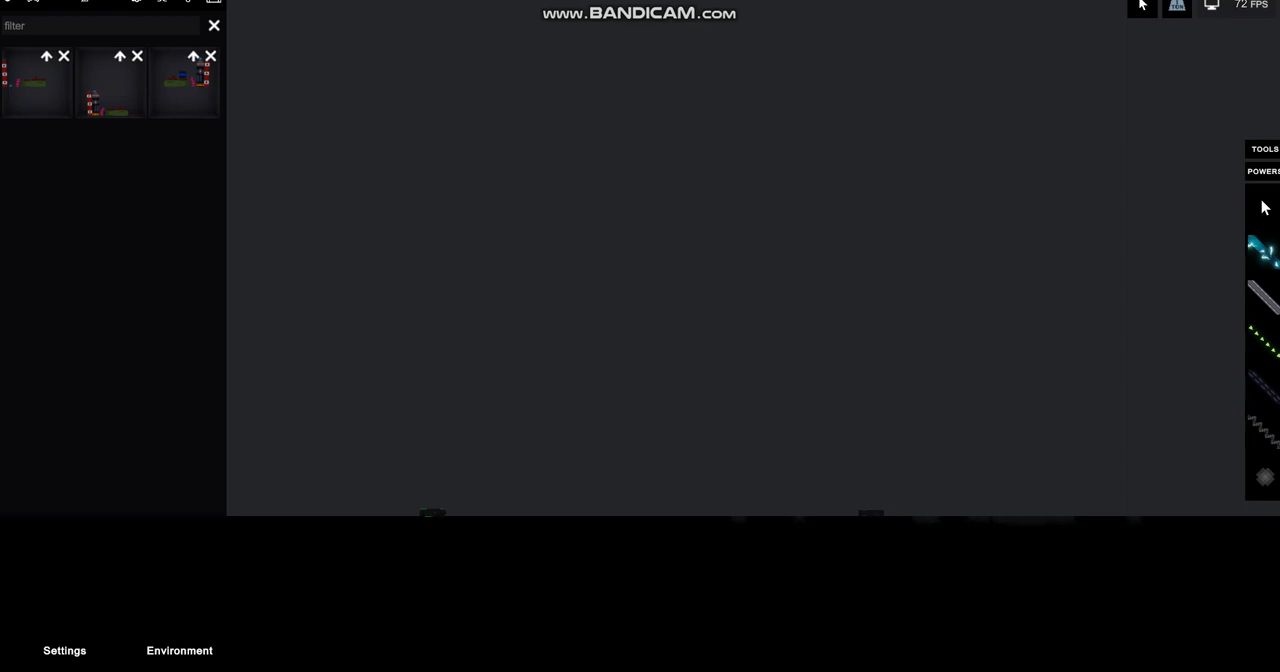 www.BANDICAM.com
72 FPS
filter
TOOLS
POWERS
Settings
Environment